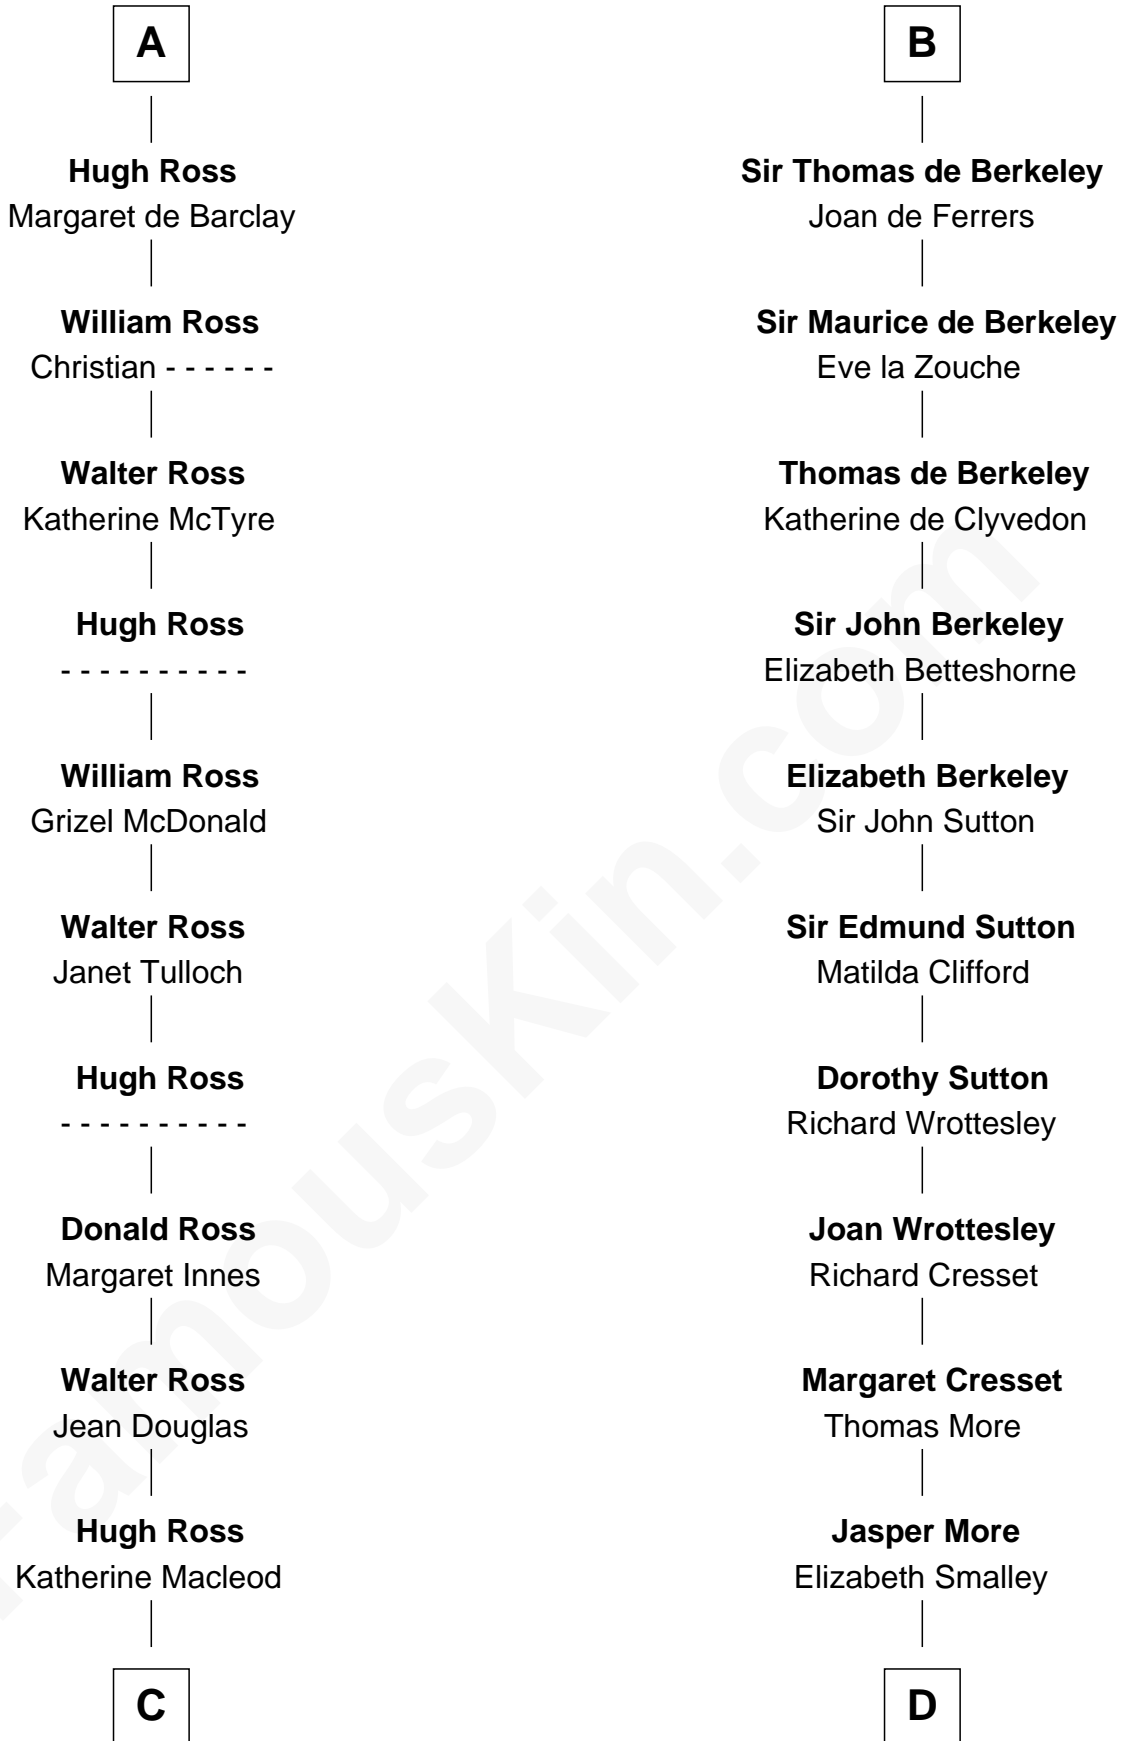 A
Hugh Ross
Margaret de Barclay
William Ross
Christian - - - - - -
Walter Ross
Katherine McTyre
Hugh Ross
- - - - - - - - - -
William Ross
Grizel McDonald
Walter Ross
Janet Tulloch
Hugh Ross
- - - - - - - - - -
Donald Ross
Margaret Innes
Walter Ross
Jean Douglas
Hugh Ross
Katherine Macleod
C
B
Sir Thomas de Berkeley
Joan de Ferrers
Sir Maurice de Berkeley
Eve la Zouche
Thomas de Berkeley
Katherine de Clyvedon
Sir John Berkeley
Elizabeth Betteshorne
Elizabeth Berkeley
Sir John Sutton
Sir Edmund Sutton
Matilda Clifford
Dorothy Sutton
Richard Wrottesley
Joan Wrottesley
Richard Cresset
Margaret Cresset
Thomas More
Jasper More
Elizabeth Smalley
D
FamousKin.com